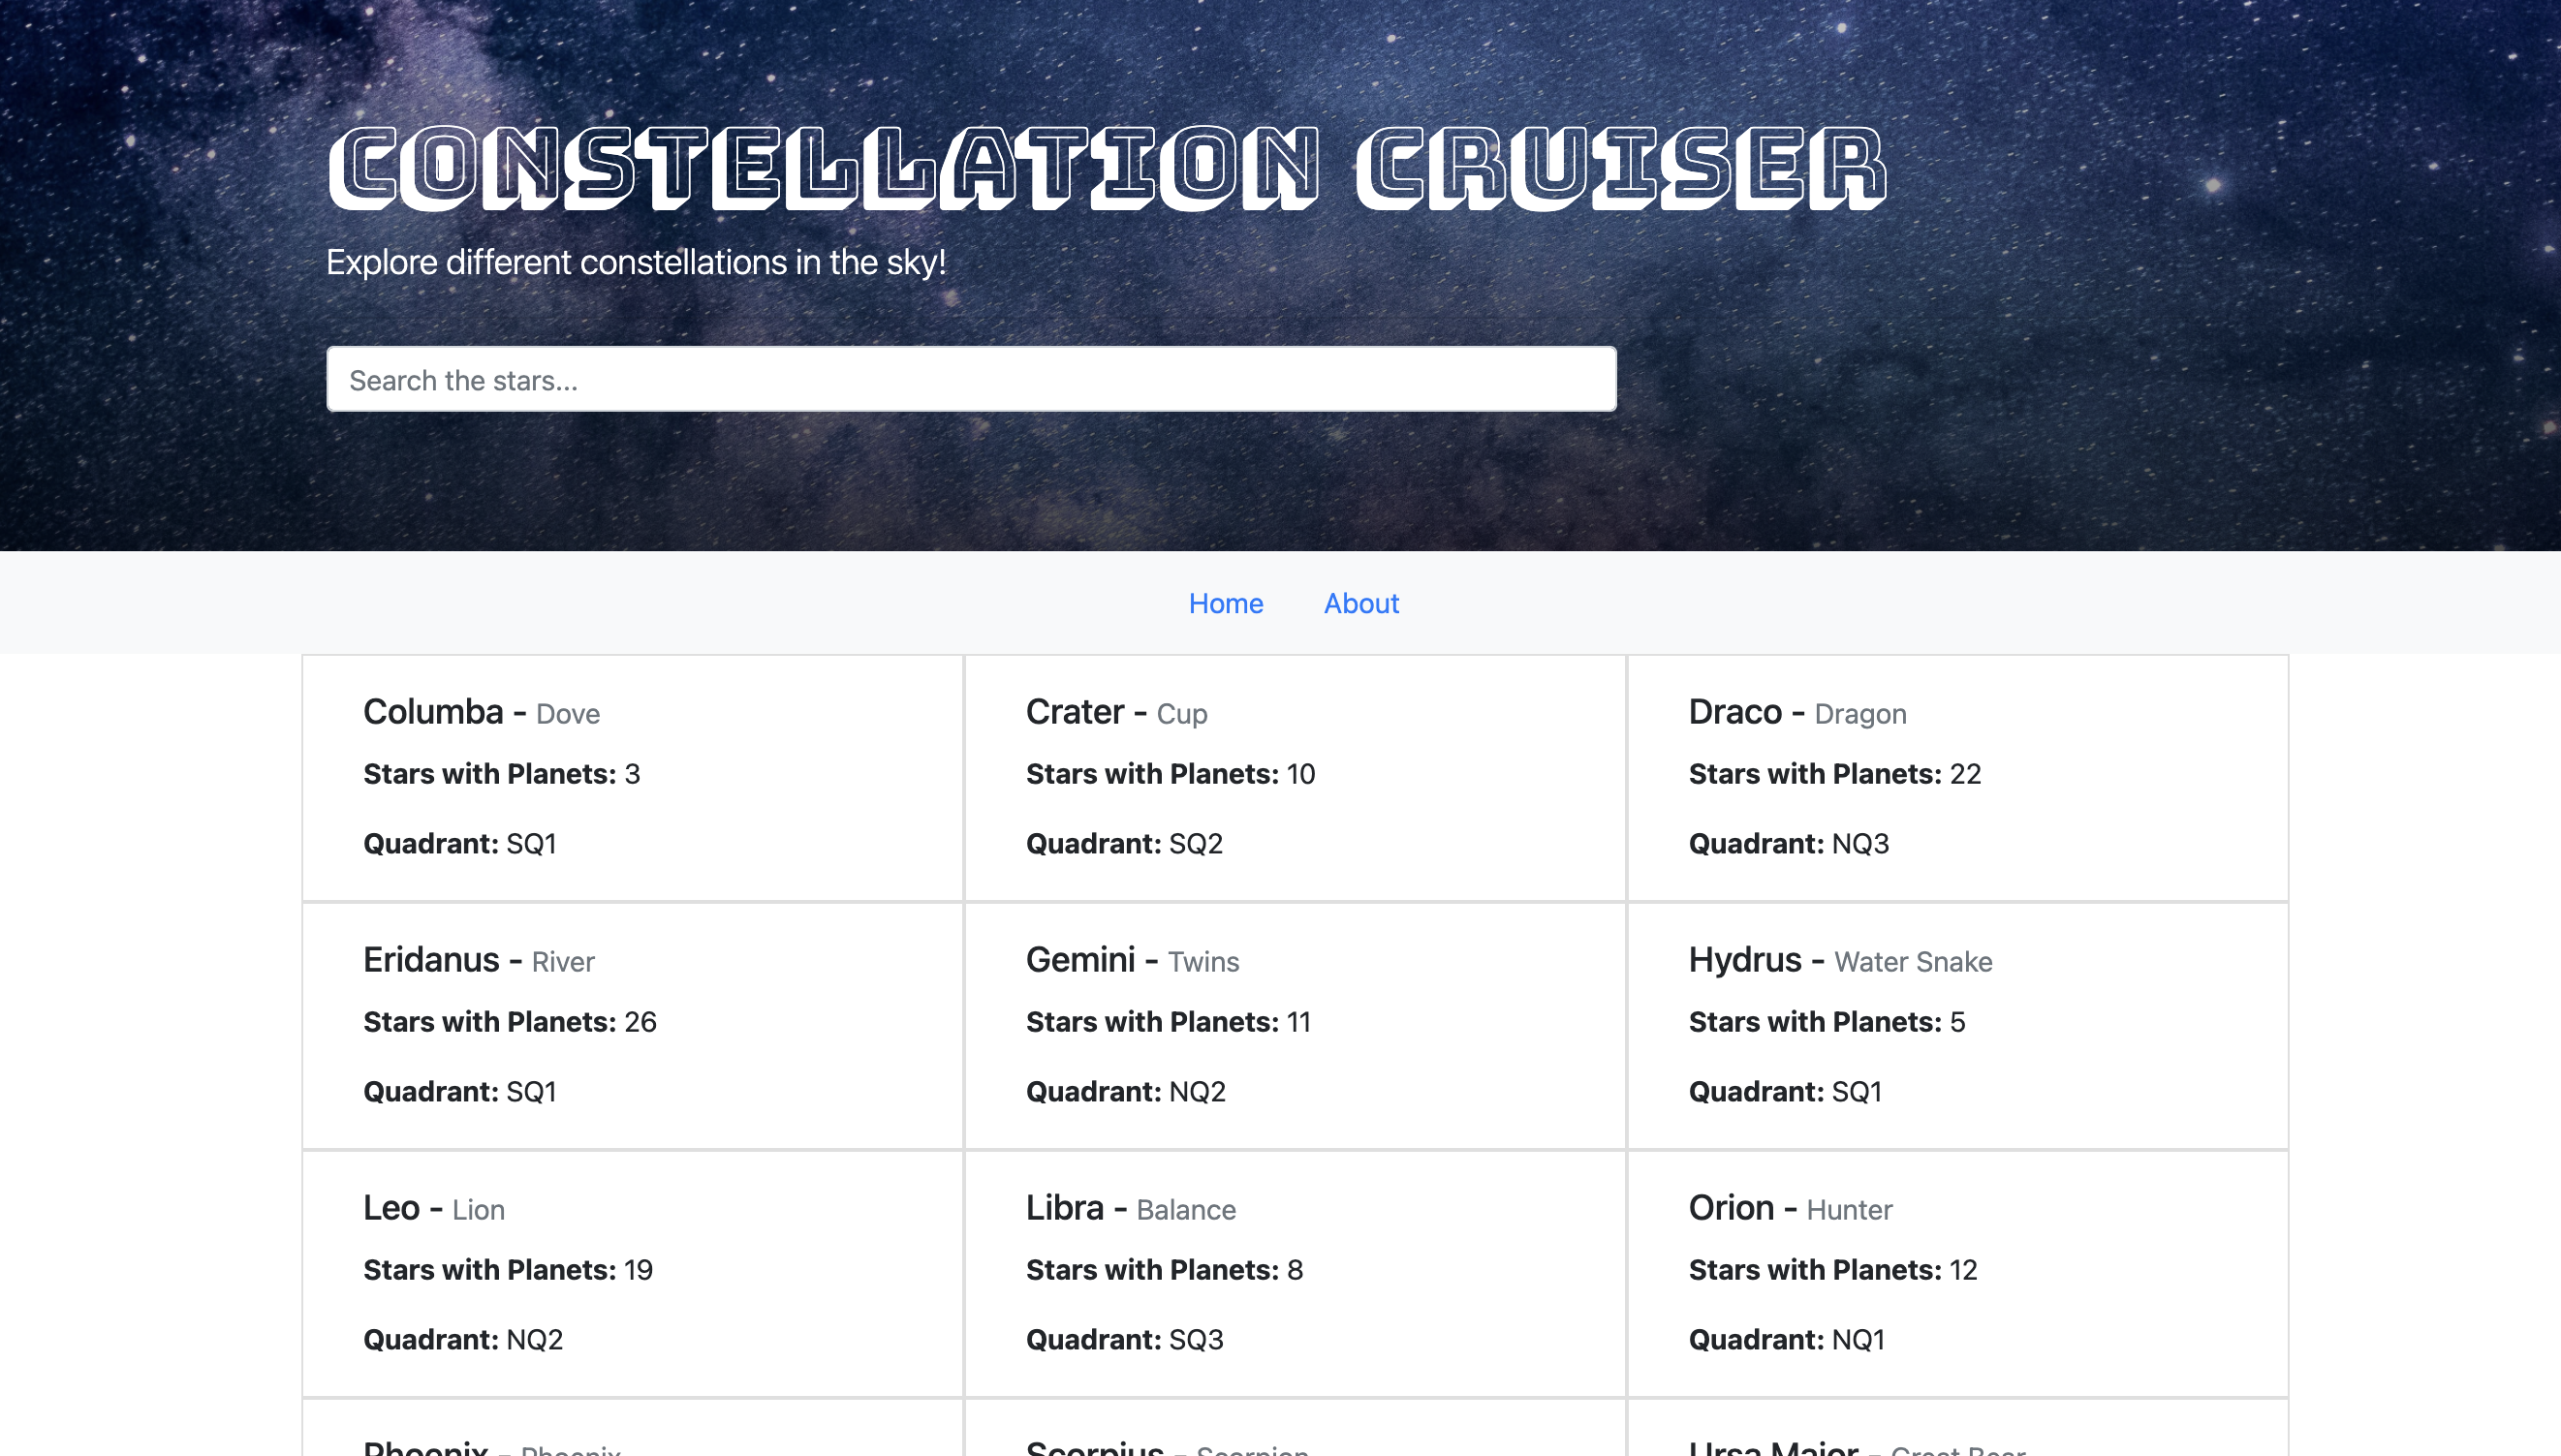 CONSTELLATION CRUISER
Explore different constellations in the sky!
Search the stars...
Home About
Columba - Dove
Stars with Planets: 3
Quadrant: SQ1
Crater - Cup
Stars with Planets: 10
Quadrant: SQ2
Draco - Dragon
Stars with Planets: 22
Quadrant: NQ3
Eridanus - River
Stars with Planets: 26
Quadrant: SQ1
Gemini - Twins
Stars with Planets: 11
Quadrant: NQ2
Hydrus - Water Snake
Stars with Planets: 5
Quadrant: SQ1
Leo - Lion
Stars with Planets: 19
Quadrant: NQ2
Libra - Balance
Stars with Planets: 8
Quadrant: SQ3
Orion - Hunter
Stars with Planets: 12
Quadrant: NQ1
Phoenix - Phoenix
Scorpius - Scorpion
Ursa Major - Great Bear